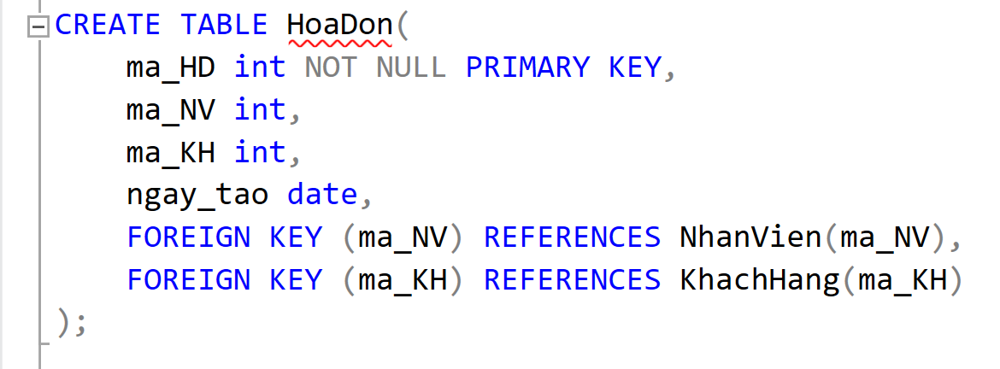 CREATE TABLE HoaDon(
ma_HD int NOT NULL PRIMARY KEY,
ma_NV int,
ma_KH int,
ngay_tao date,
FOREIGN KEY (ma_NV) REFERENCES NhanVien(ma_NV),
FOREIGN KEY (ma_KH) REFERENCES KhachHang(ma_KH)
);